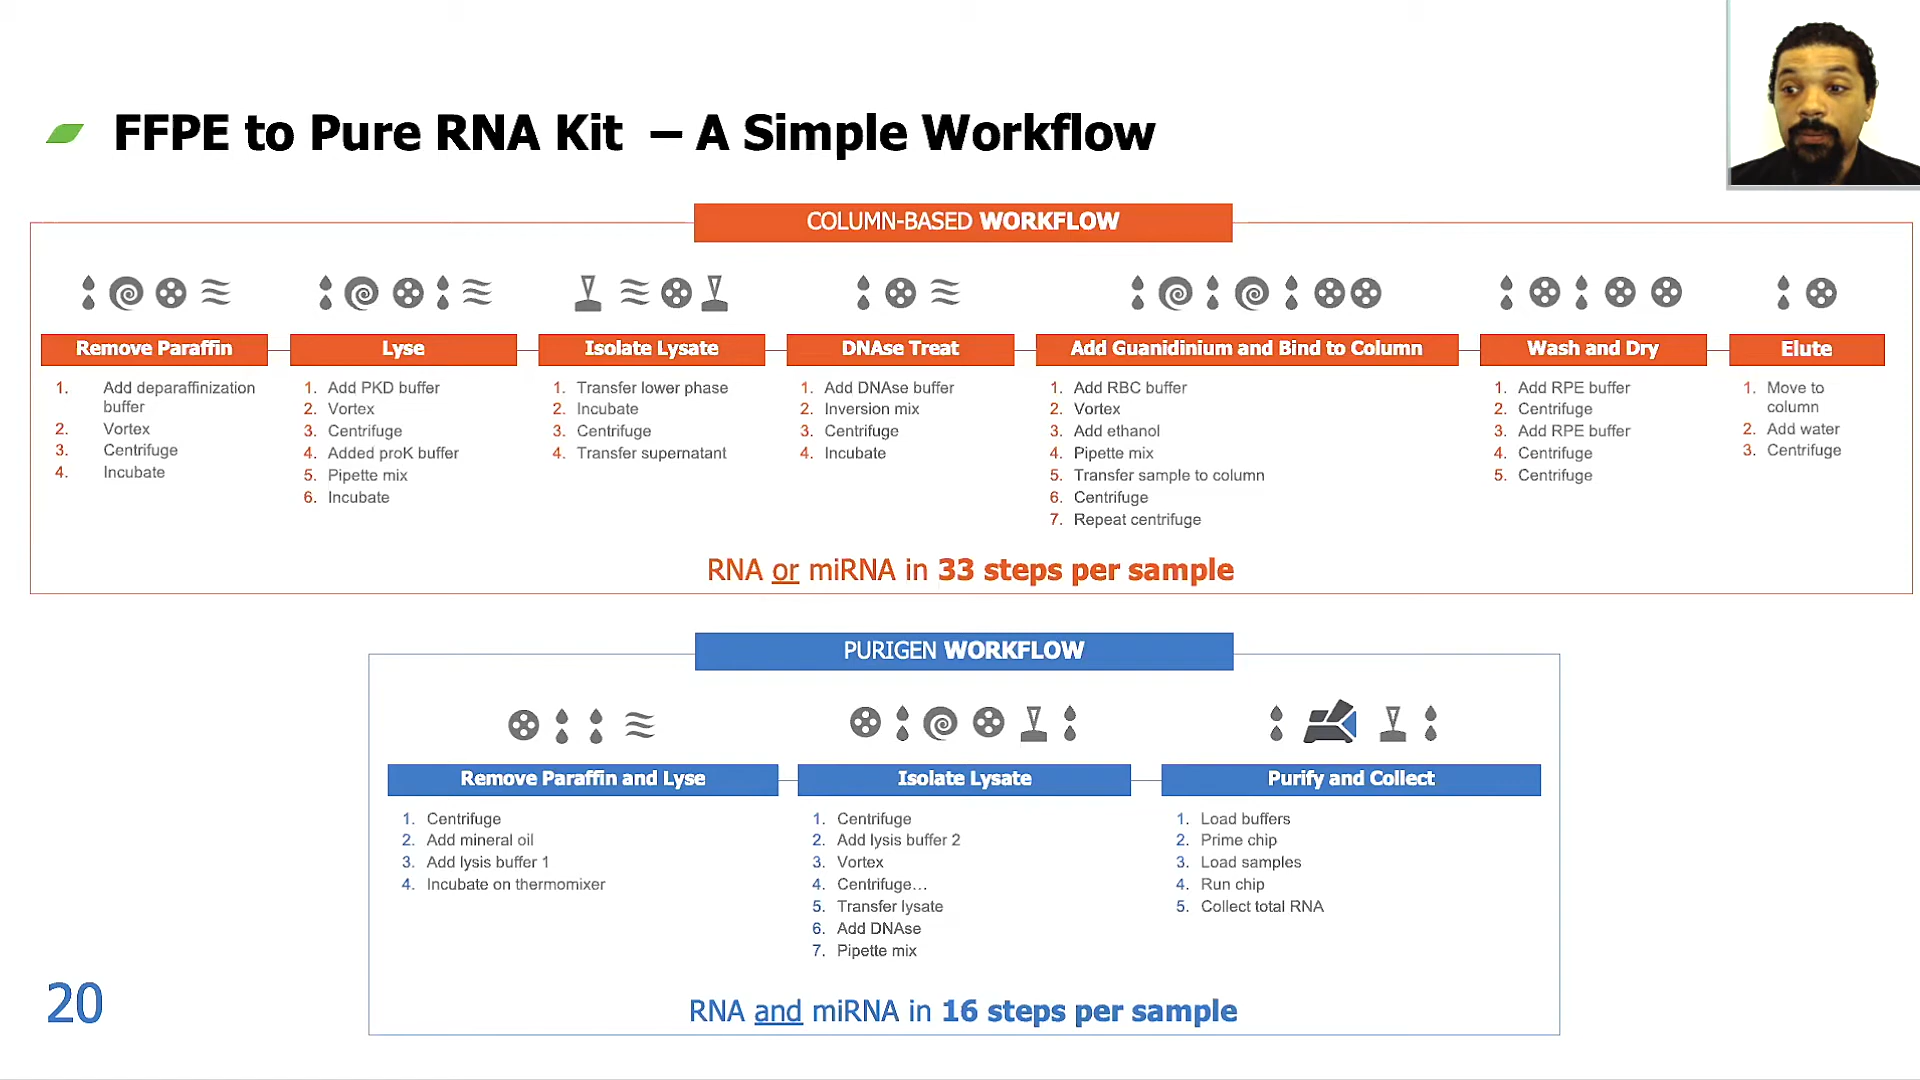 FFPE to Pure RNA Kit – A Simple Workflow
COLUMN-BASED WORKFLOW
Remove Paraffin
1. Add deparaffinization
buffer
2. Vortex
3. Centrifuge
4. Incubate
Lyse
1. Add PKD buffer
2. Vortex
3. Centrifuge
4. Added proK buffer
5. Pipette mix
6. Incubate
Isolate Lysate
1. Transfer lower phase
2. Incubate
3. Centrifuge
4. Transfer supernatant
DNAse Treat
1. Add DNAse buffer
2. Inversion mix
3. Centrifuge
4. Incubate
Add Guanidinium and Bind to Column
1. Add RBC buffer
2. Vortex
3. Add ethanol
4. Pipette mix
5. Transfer sample to column
6. Centrifuge
7. Repeat centrifuge
Wash and Dry
1. Add RPE buffer
2. Centrifuge
3. Add RPE buffer
4. Centrifuge
5. Centrifuge
Elute
1. Move to
column
2. Add water
3. Centrifuge
RNA or miRNA in 33 steps per sample
PURIGEN WORKFLOW
Remove Paraffin and Lyse
1. Centrifuge
2. Add mineral oil
3. Add lysis buffer 1
4. Incubate on thermomixer
Isolate Lysate
1. Centrifuge
2. Add lysis buffer 2
3. Vortex
4. Centrifuge…
5. Transfer lysate
6. Add DNAse
7. Pipette mix
Purify and Collect
1. Load buffers
2. Prime chip
3. Load samples
4. Run chip
5. Collect total RNA
RNA and miRNA in 16 steps per sample
20